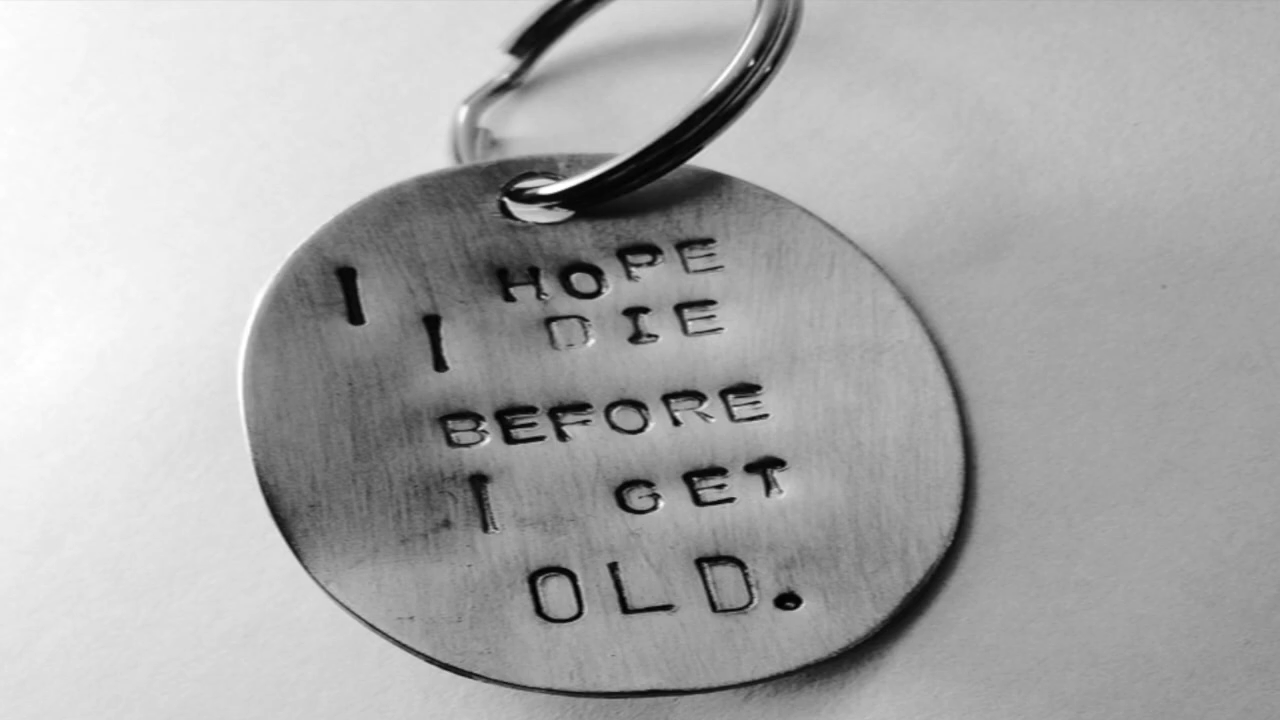 I HOPE
I DIE
BEFORE
I GET
OLD.